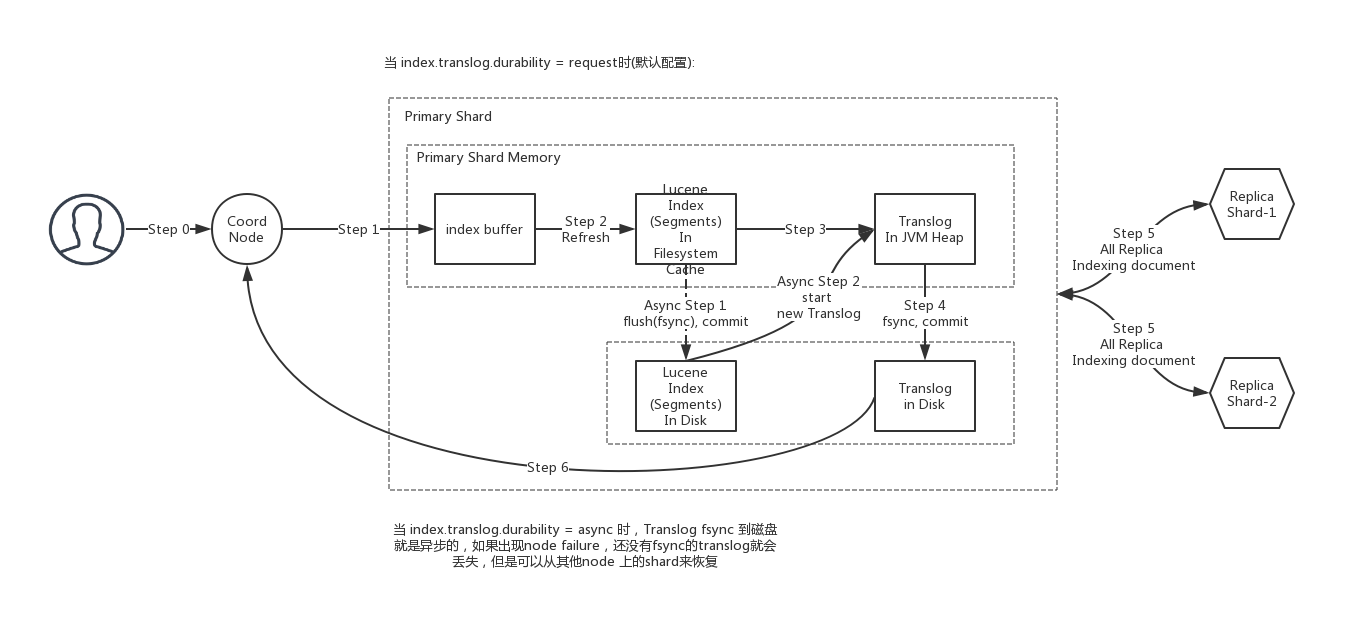 当 index.translog.durability = request时(默认配置):
Primary Shard
Primary Shard Memory
Step 0
Coord
Node
Step 1
index buffer
Step 2
Refresh
Lucene
Index
(Segments)
In
Filesystem
Cache
Step 3
Translog
In JVM Heap
Async Step 1
flush(fsync), commit
Async Step 2
start
new Translog
Step 4
fsync, commit
Lucene
Index
(Segments)
In Disk
Translog
in Disk
Step 6
Step 5
All Replica
Indexing document
Step 5
All Replica
Indexing document
Replica
Shard-1
Replica
Shard-2
当 index.translog.durability = async 时，Translog fsync 到磁盘
就是异步的，如果出现node failure，还没有fsync的translog就会
丢失，但是可以从其他node 上的shard来恢复